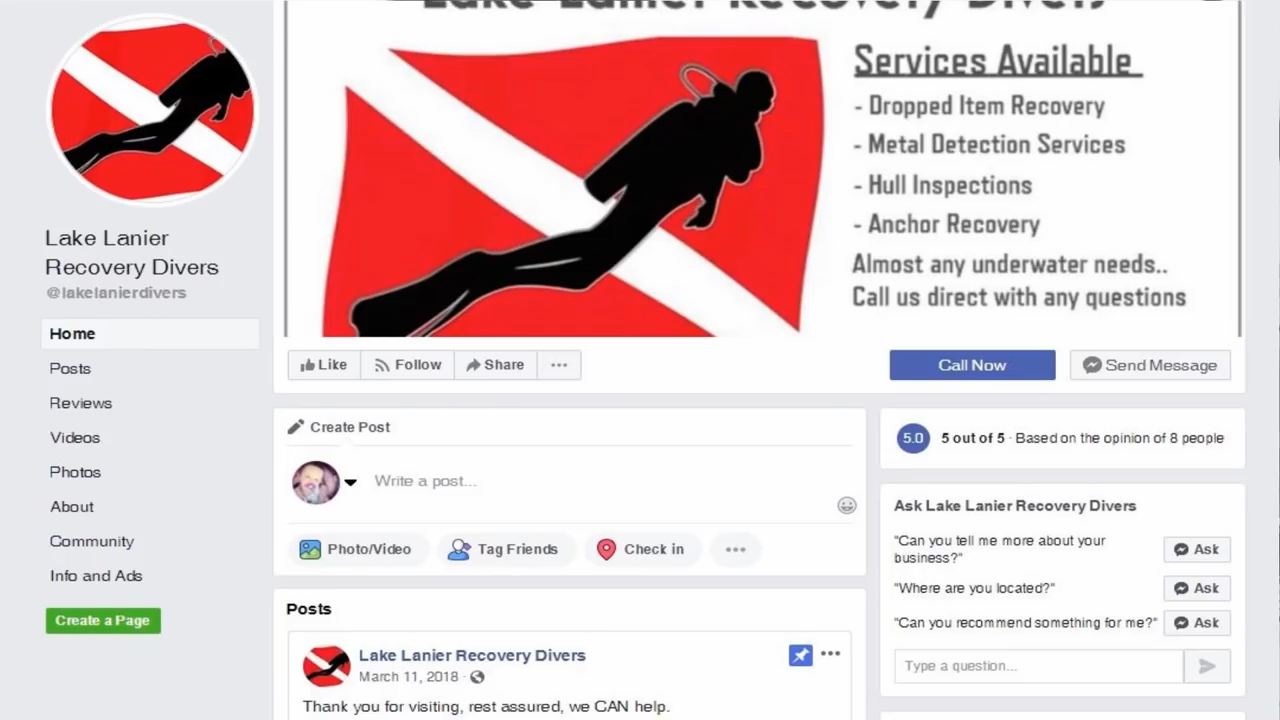 Lake Lanier Recovery Divers
Services Available
- Dropped Item Recovery
- Metal Detection Services
- Hull Inspections
- Anchor Recovery
Almost any underwater needs..
Call us direct with any questions
Lake Lanier
Recovery Divers
@lakelanierdivers
Home
Posts
Reviews
Videos
Photos
About
Community
Info and Ads
Create a Page
Like
Follow
Share
Call Now
Send Message
Create Post
Write a post...
Photo/Video
Tag Friends
Check in
Posts
Lake Lanier Recovery Divers
March 11, 2018 ·
Thank you for visiting, rest assured, we CAN help.
5.0
5 out of 5 · Based on the opinion of 8 people
Ask Lake Lanier Recovery Divers
"Can you tell me more about your
business?"
Ask
"Where are you located?"
Ask
"Can you recommend something for me?"
Ask
Type a question...